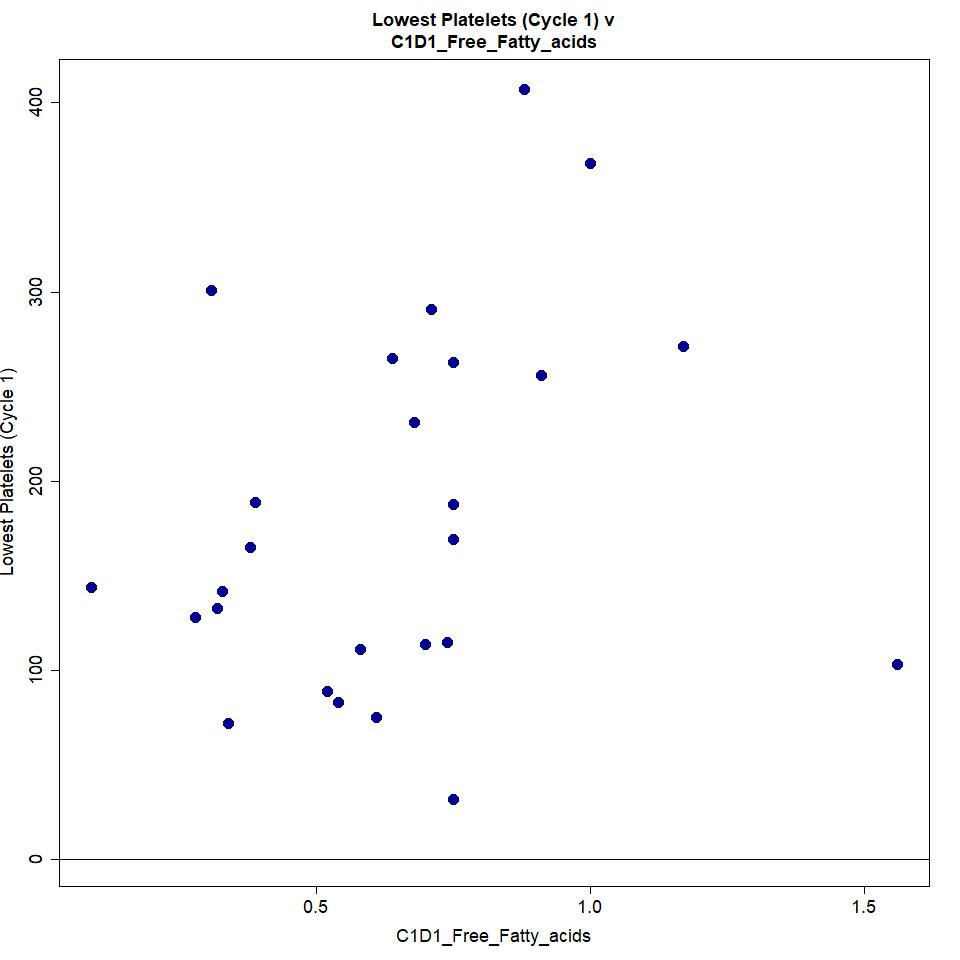 Lowest Platelets (Cycle 1) v
C1D1_Free_Fatty_acids
400
300
200
100
0
Lowest Platelets (Cycle 1)
0.5
1.0
1.5
C1D1_Free_Fatty_acids